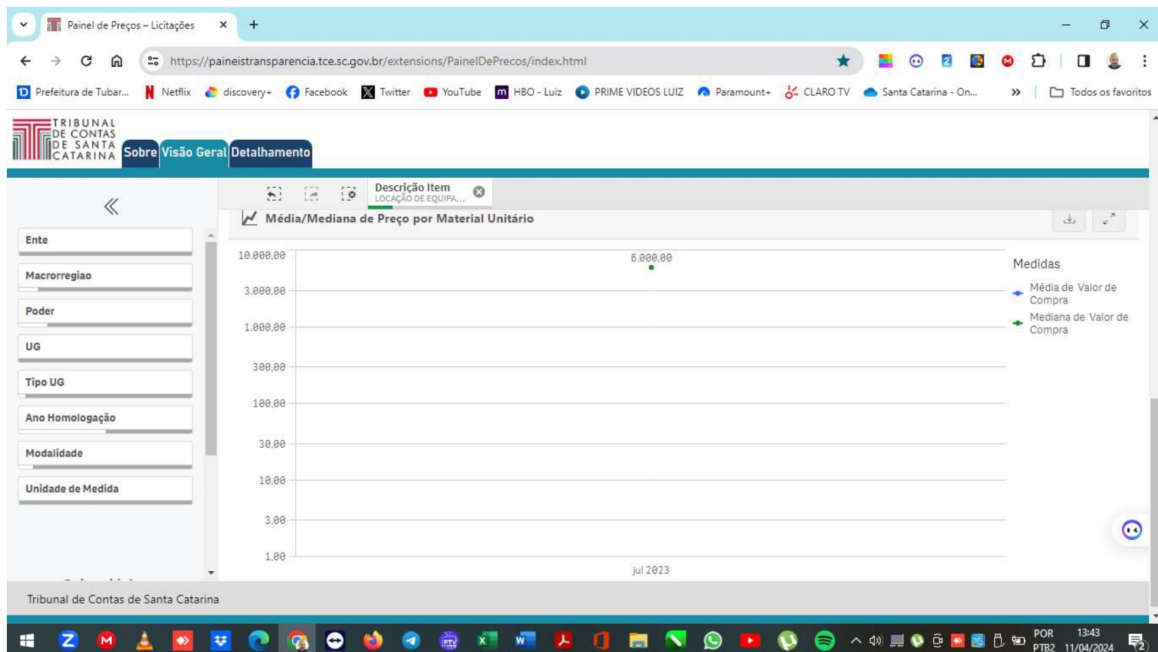 Painel de Preços – Licitações
https://paineistransparencia.tce.sc.gov.br/extensions/PainelDePrecos/index.html
Prefeitura de Tubar... Netflix discovery+ Facebook Twitter YouTube HBO - Luiz PRIME VIDEOS LUIZ Paramount+ CLARO TV Santa Catarina - On... » Todos os favoritos
TRIBUNAL
DE CONTAS
DE SANTA
CATARINA
Sobre Visão Geral Detalhamento
Descrição Item
LOCAÇÃO DE EQUIPA...
Média/Mediana de Preço por Material Unitário
Ente
Macrorregiao
Poder
UG
Tipo UG
Ano Homologação
Modalidade
Unidade de Medida
10.000,00
3.000,00
1.000,00
300,00
100,00
30,00
10,00
3,00
1,00
6.000,00
jul 2023
Medidas
Média de Valor de
Compra
Mediana de Valor de
Compra
Tribunal de Contas de Santa Catarina
POR
PTB2
13:43
11/04/2024